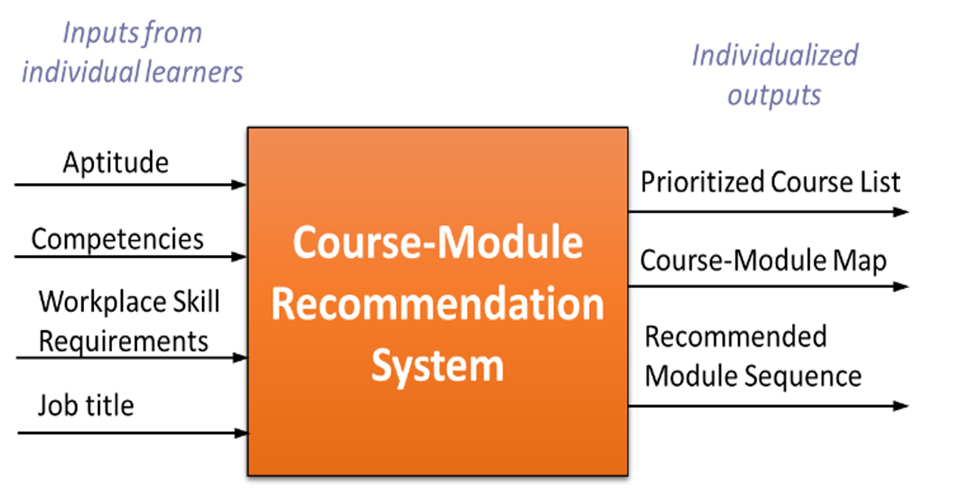 Inputs from
individual learners
Individualized
outputs
Aptitude
Competencies
Workplace Skill
Requirements
Job title
Course-Module
Recommendation
System
Prioritized Course List
Course-Module Map
Recommended
Module Sequence